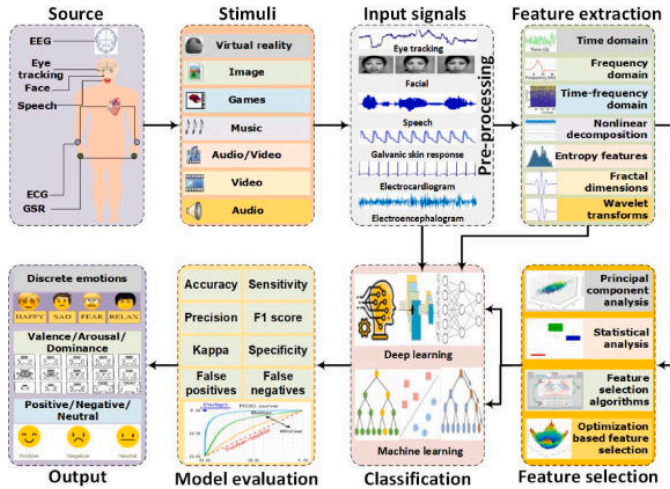 Source
EEG
Eye
tracking
Face
Speech
ECG
GSR
Stimuli
Virtual reality
Image
Games
Music
Audio/Video
Video
Audio
Input signals
Eye tracking
Facial
Speech
Galvanic skin response
Electrocardiogram
Electroencephalogram
Pre-processing
Feature extraction
Time domain
Frequency
domain
Time-frequency
domain
Nonlinear
decomposition
Entropy features
Fractal
dimensions
Wavelet
transforms
Discrete emotions
HAPPY SAD FEAR RELAX
Valence/Arousal/
Dominance
Positive/Negative/
Neutral
Positive Negative Neutral
Output
Accuracy Sensitivity
Precision F1 score
Kappa Specificity
False
positives
False
negatives
ROC curve
Better
Worse
Model evaluation
Deep learning
Machine learning
Classification
Principal
component
analysis
Statistical
analysis
Feature
selection
algorithms
Optimization
based feature
selection
Feature selection